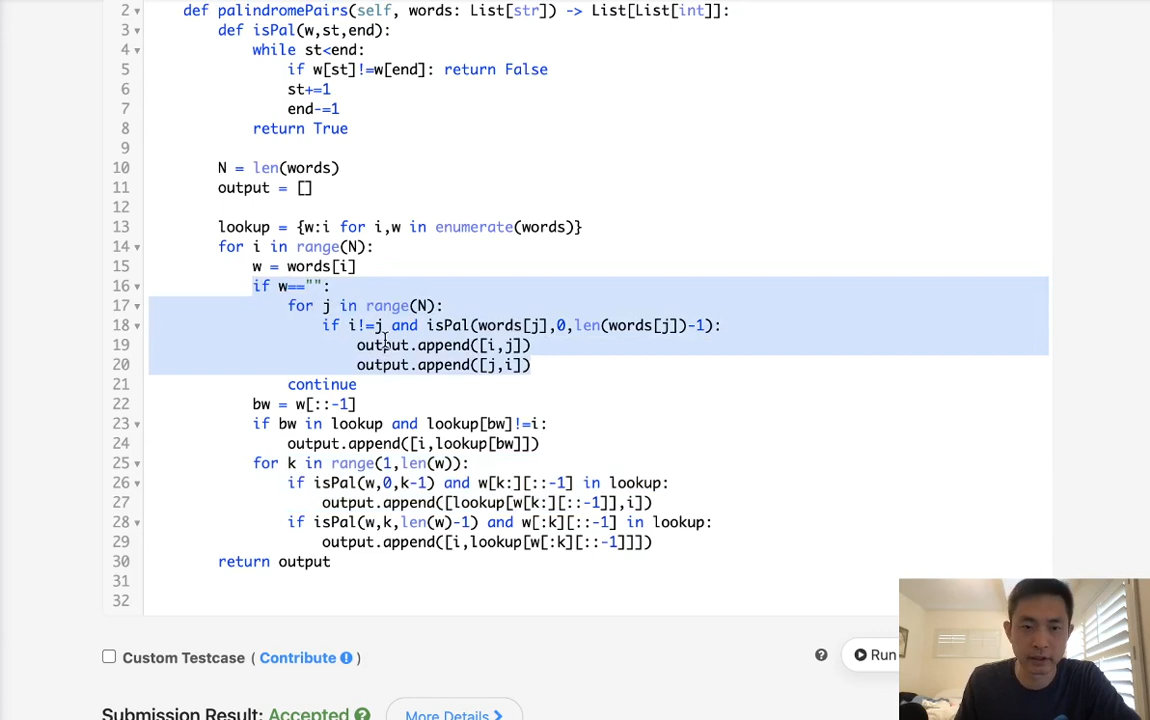 2 def palindromePairs(self, words: List[str]) -> List[List[int]]:
3 def isPal(w,st,end):
4 while st<end:
5 if w[st]!=w[end]: return False
6 st+=1
7 end-=1
8 return True
9
10 N = len(words)
11 output = []
12
13 lookup = {w:i for i,w in enumerate(words)}
14 for i in range(N):
15 w = words[i]
16 if w=="":
17 for j in range(N):
18 if i!=j and isPal(words[j],0,len(words[j])-1):
19 output.append([i,j])
20 output.append([j,i])
21 continue
22 bw = w[::-1]
23 if bw in lookup and lookup[bw]!=i:
24 output.append([i,lookup[bw]])
25 for k in range(1,len(w)):
26 if isPal(w,0,k-1) and w[k:][::-1] in lookup:
27 output.append([lookup[w[k:][::-1]],i])
28 if isPal(w,k,len(w)-1) and w[:k][::-1] in lookup:
29 output.append([i,lookup[w[:k][::-1]]])
30 return output
31
32
Custom Testcase ( Contribute )
Run
Submission Result: Accepted
More Details